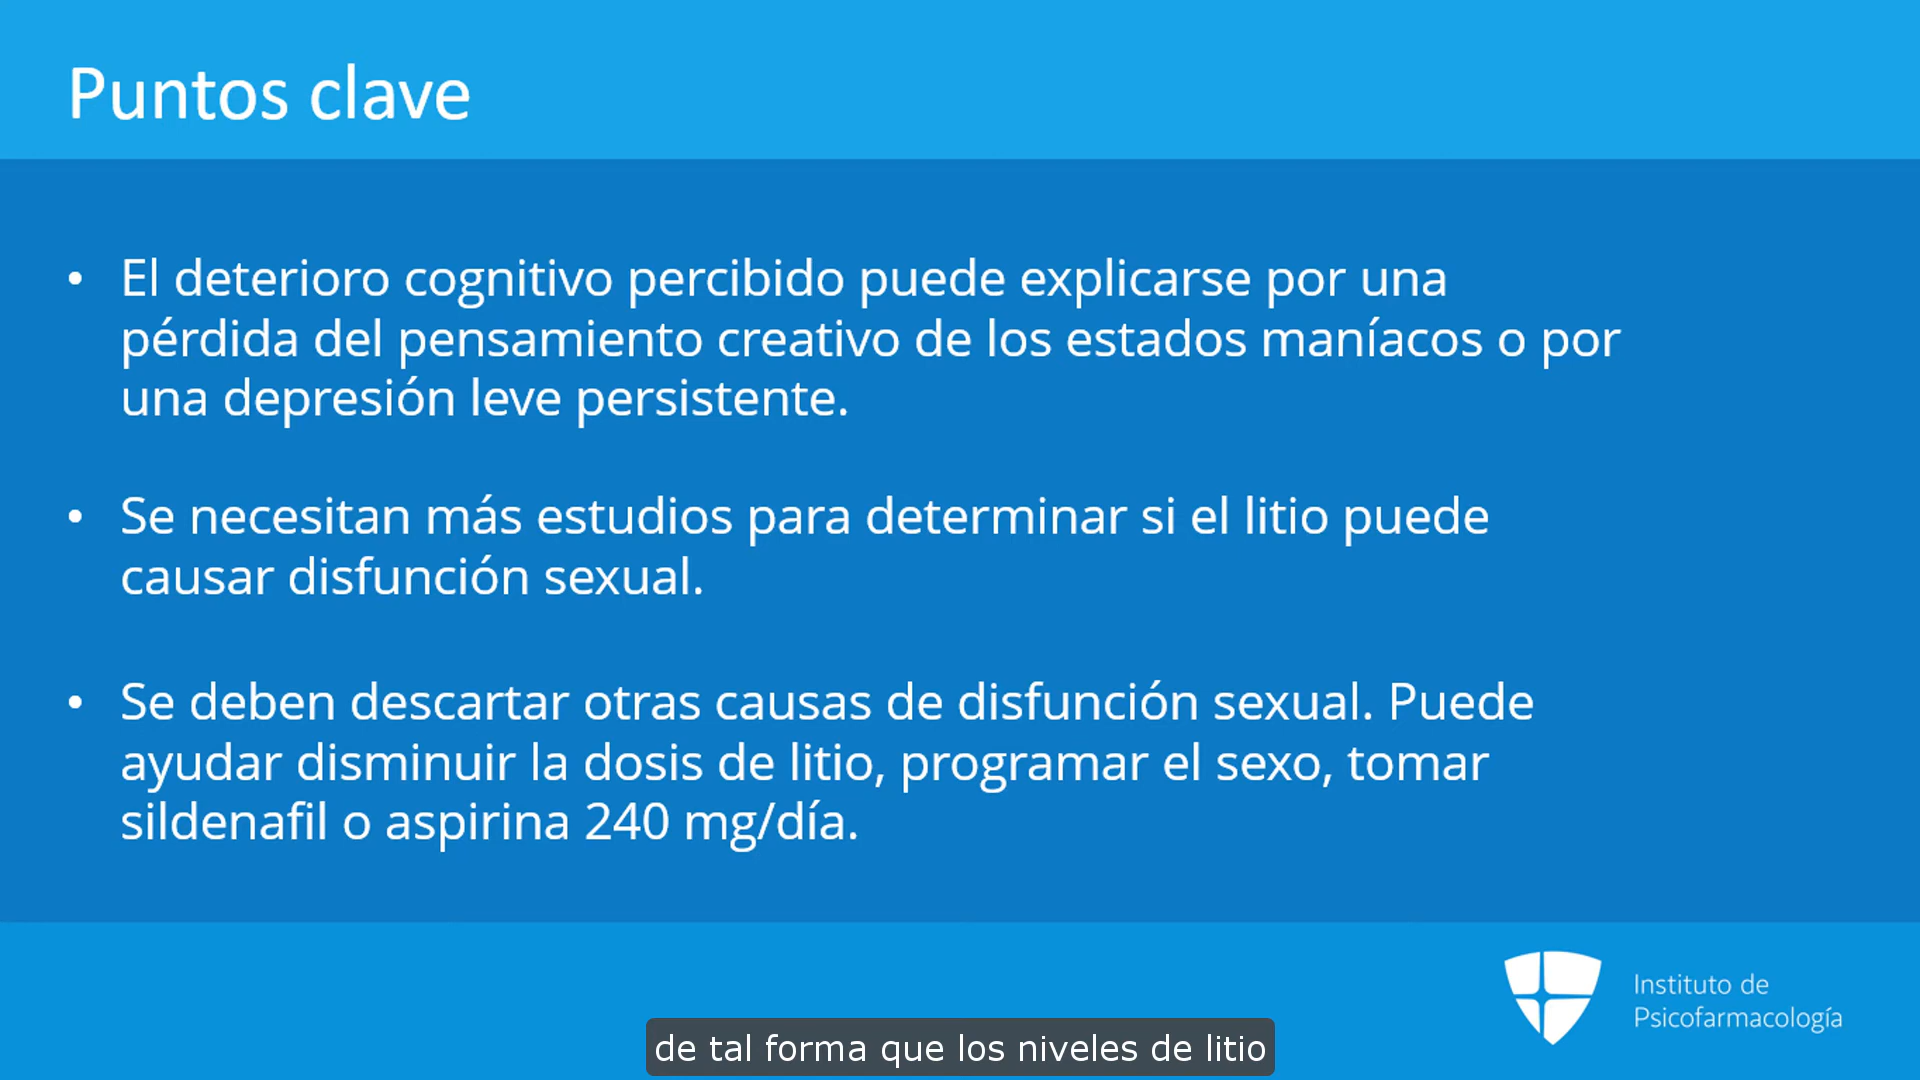 Puntos clave
• El deterioro cognitivo percibido puede explicarse por una
pérdida del pensamiento creativo de los estados maníacos o por
una depresión leve persistente.
• Se necesitan más estudios para determinar si el litio puede
causar disfunción sexual.
• Se deben descartar otras causas de disfunción sexual. Puede
ayudar disminuir la dosis de litio, programar el sexo, tomar
sildenafil o aspirina 240 mg/día.
Instituto de
Psicofarmacología
de tal forma que los niveles de litio